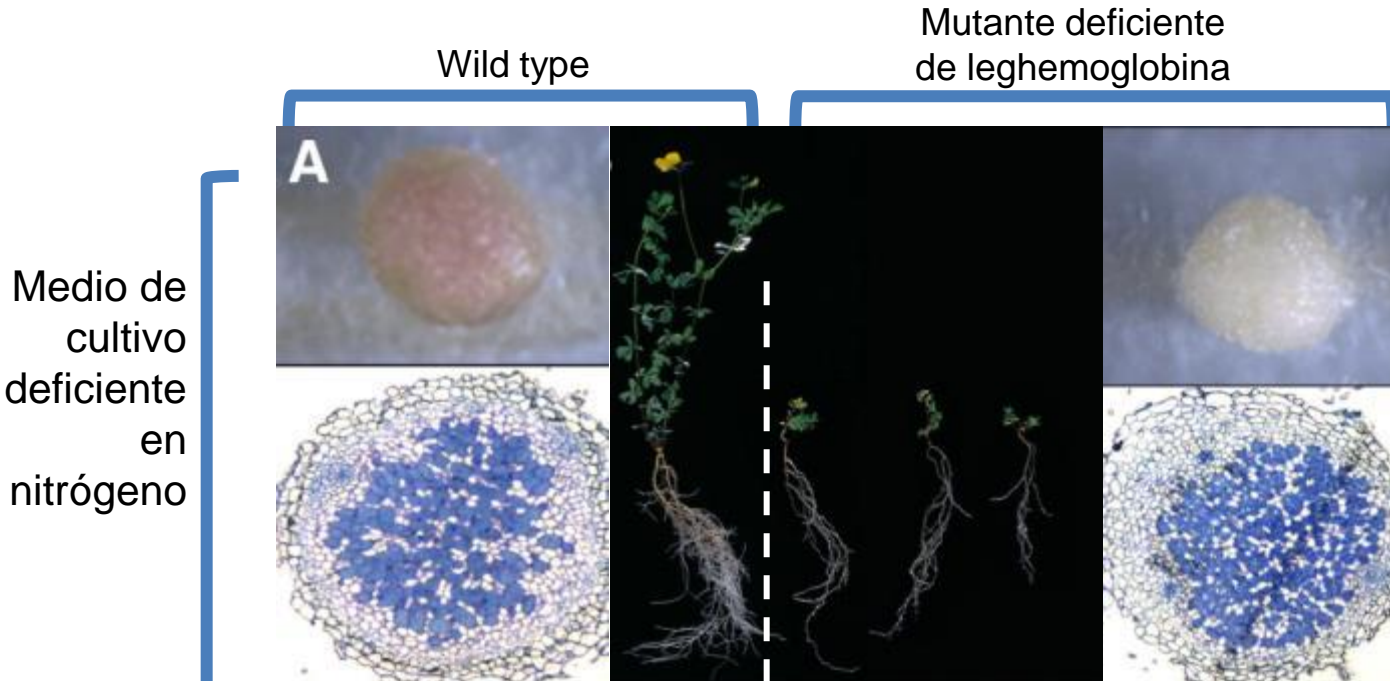 Wild type
Mutante deficiente
de leghemoglobina
A
Medio de
cultivo
deficiente
en
nitrógeno